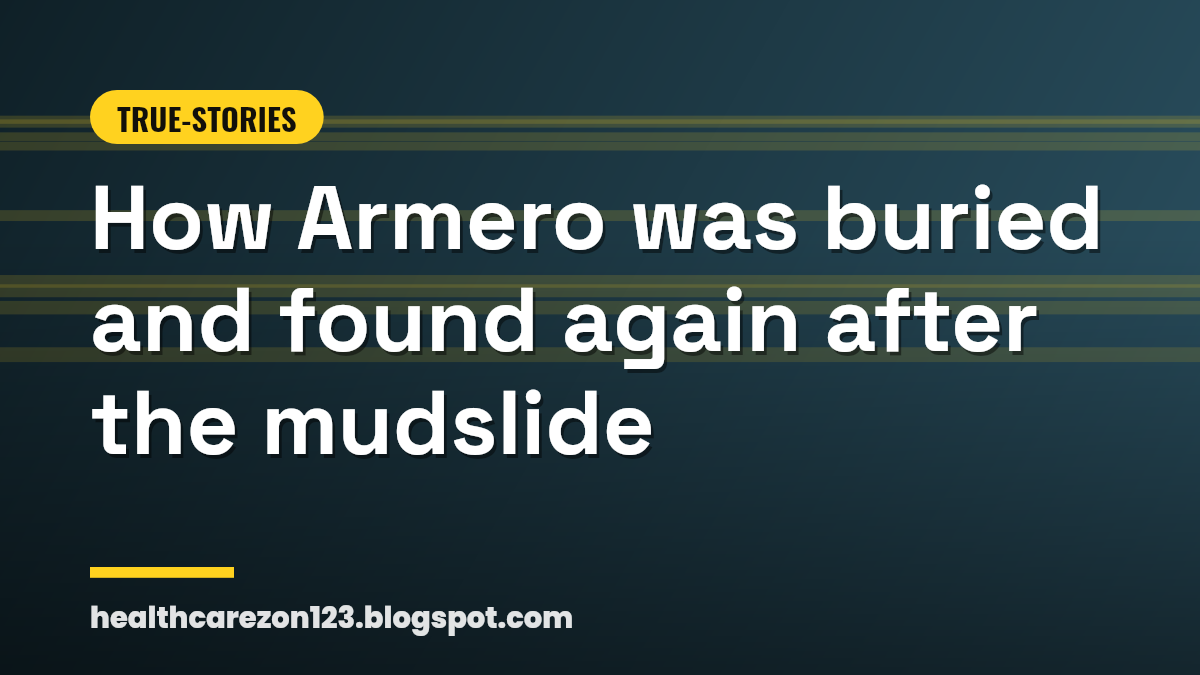 TRUE-STORIES
How Armero was buried
and found again after
the mudslide
healthcarezon123.blogspot.com